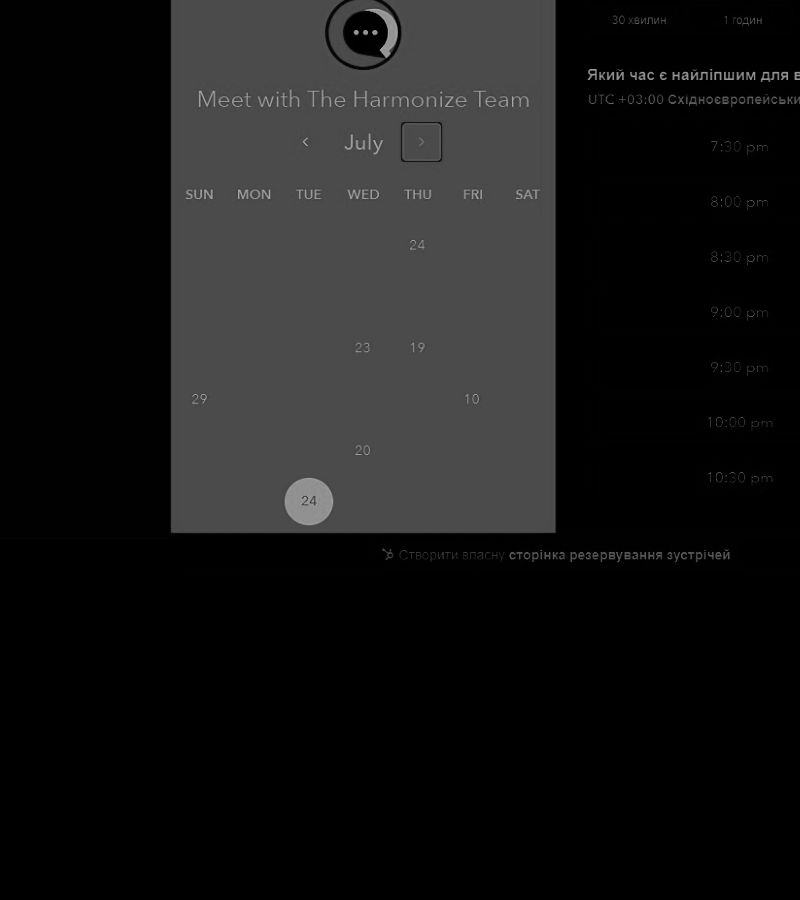 Meet with The Harmonize Team
July
SUN MON TUE WED THU FRI SAT
24
23 19
29 10
20
24
30 хвилин 1 годин
Який час є найліпшим для в
UTC +03:00 Східноєвропейськи
7:30 pm
8:00 pm
8:30 pm
9:00 pm
9:30 pm
10:00 pm
10:30 pm
Створити власну сторінка резервування зустрічей